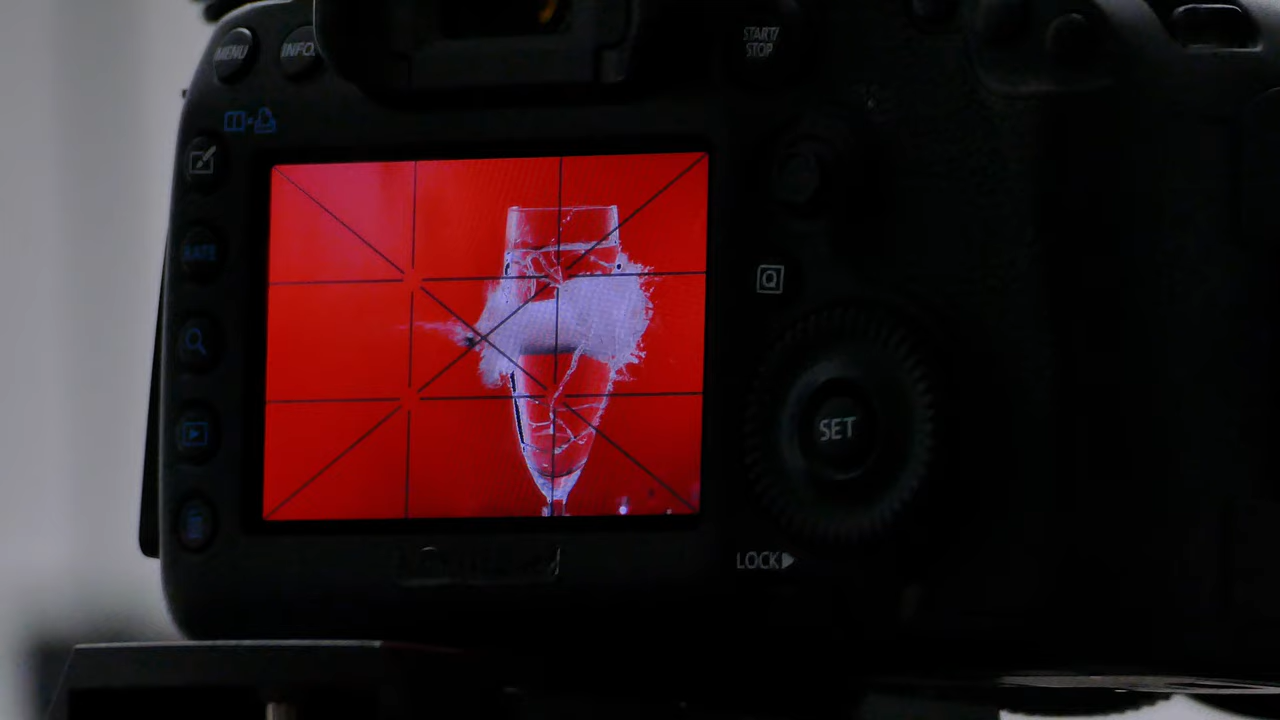 MENU
INFO.
START/
STOP
RATE
Q
SET
LOCK